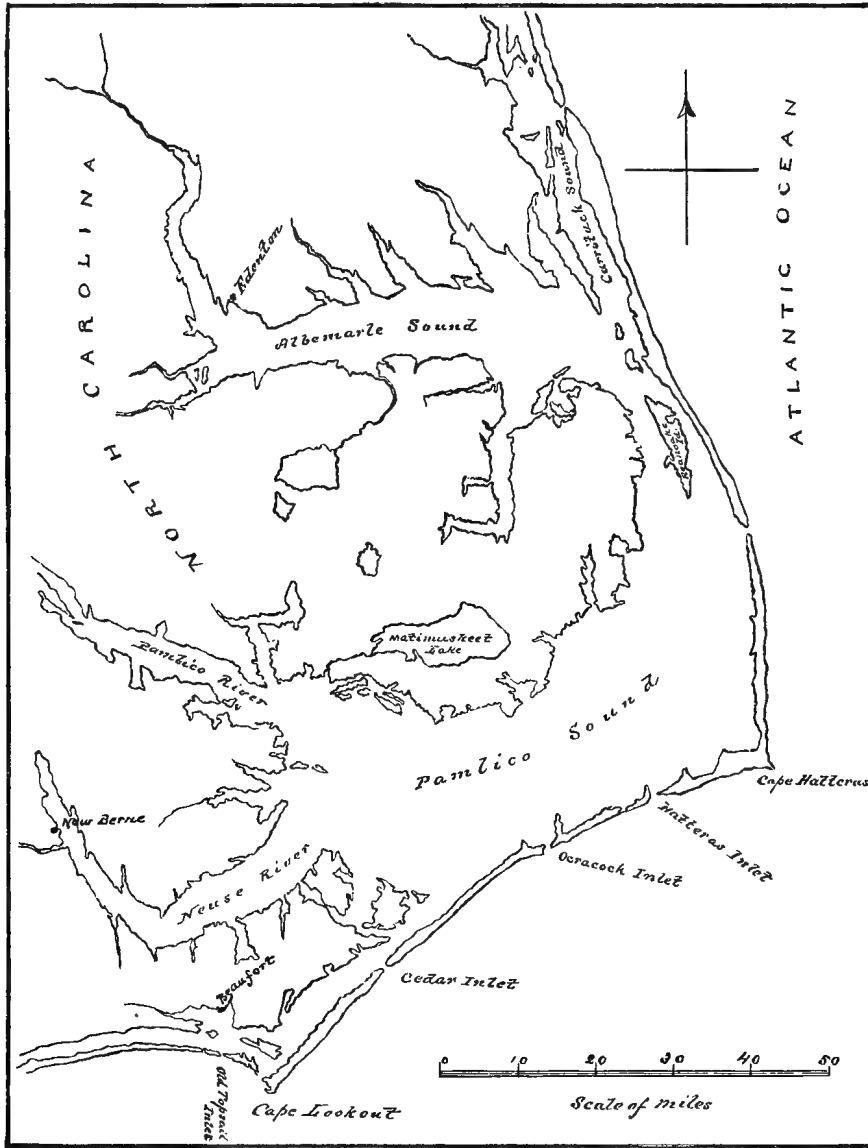 NORTH CAROLINA
ATLANTIC OCEAN
Currituck Sound
Edenton
Albemarle Sound
Roanoke
Island
Matimuskeet
Lake
Pamlico River
Pamlico Sound
Cape Hatteras
Hatteras Inlet
New Berne
Ocracock Inlet
Neuse River
Beaufort
Cedar Inlet
Old Topsail
Inlet
Cape Lookout
0 10 20 30 40 50
Scale of miles